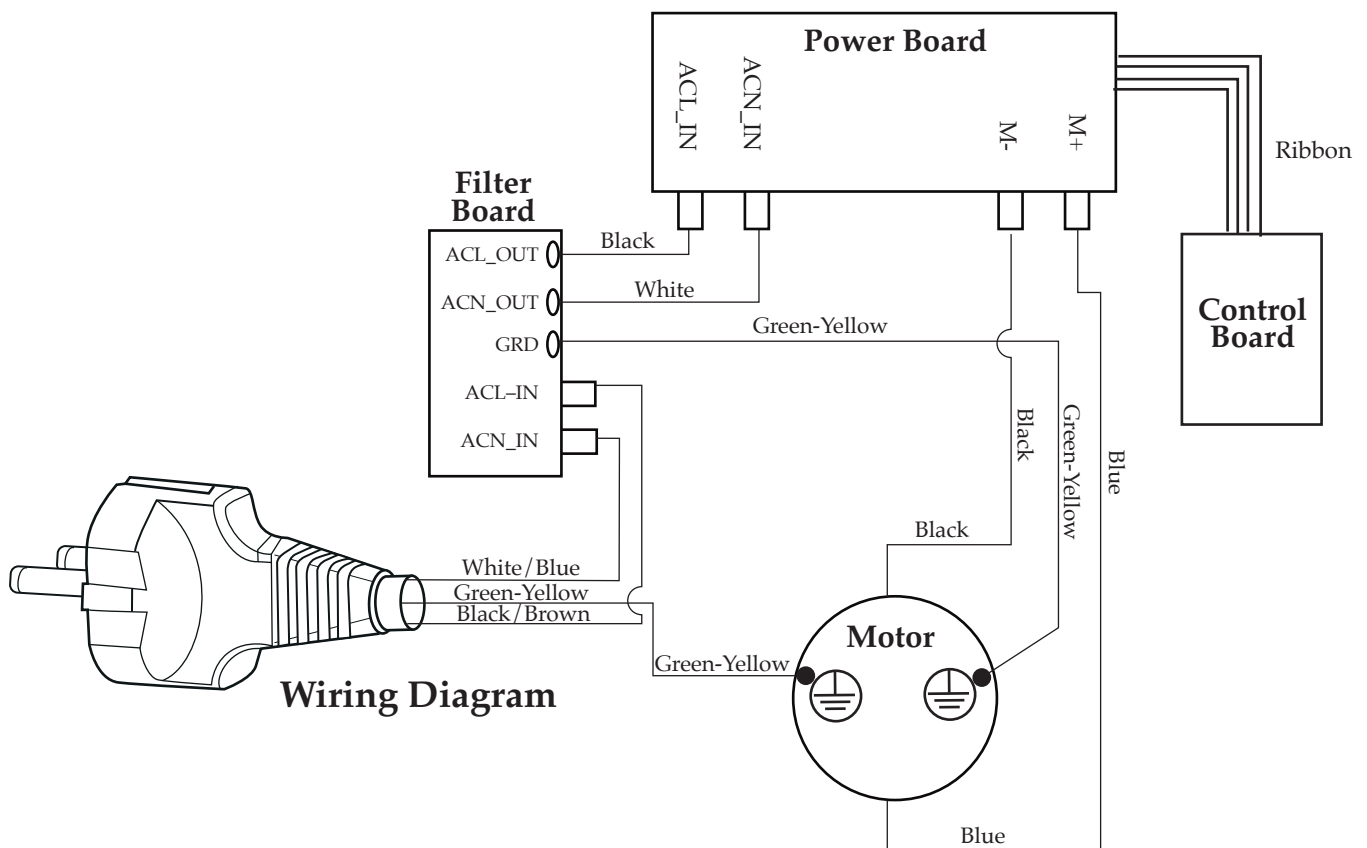 Power Board
ACL_IN
ACN_IN
M-
M+
Ribbon
Filter
Board
ACL_OUT
Black
ACN_OUT
White
Control
Board
GRD
Green-Yellow
ACL–IN
ACN_IN
Black
Green-Yellow
Blue
Black
White/Blue
Green-Yellow
Black/Brown
Motor
Green-Yellow
Wiring Diagram
Blue